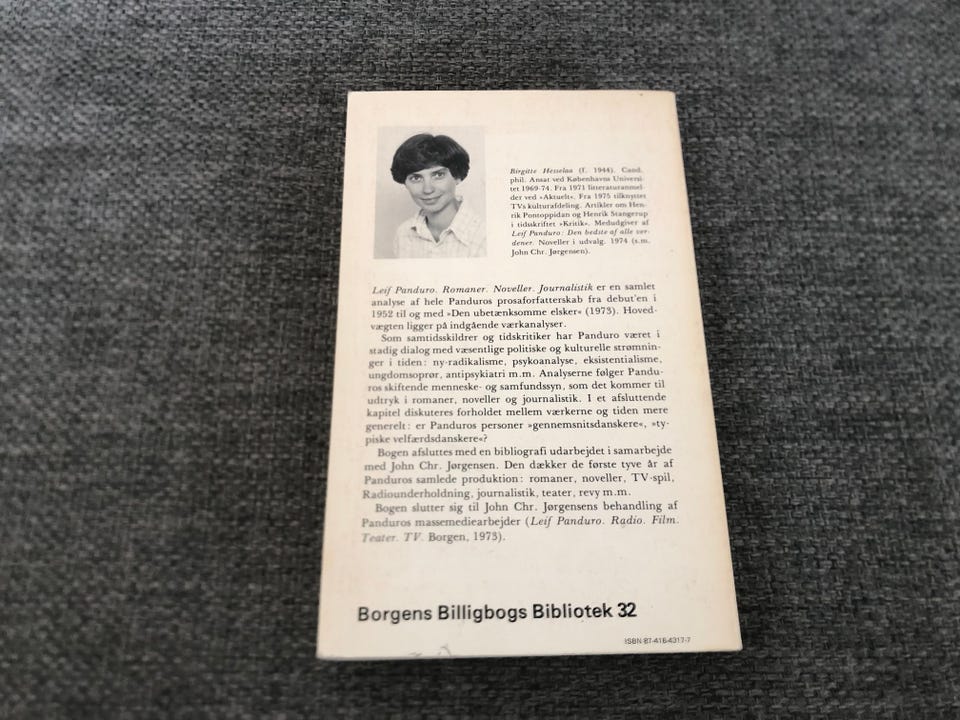 Birgitte Hesselaa (f. 1944). Cand.
phil. Ansat ved Københavns Universi-
tet 1969-74. Fra 1971 litteraturanmel-
der ved »Aktuelt«. Fra 1975 tilknyttet
TVs kulturafdeling. Artikler om Hen-
rik Pontoppidan og Henrik Stangerup
i tidsskriftet »Kritik«. Medudgiver af
Leif Panduro: Den bedste af alle ver-
dener. Noveller i udvalg. 1974 (s.m.
John Chr. Jørgensen).
Leif Panduro. Romaner. Noveller. Journalistik er en samlet
analyse af hele Panduros prosaforfatterskab fra debut'en i
1952 til og med »Den ubetænksomme elsker« (1973). Hoved-
vægten ligger på indgående værkanalyser.
Som samtidsskildrer og tidskritiker har Panduro været i
stadig dialog med væsentlige politiske og kulturelle strømnin-
ger i tiden: ny-radikalisme, psykoanalyse, eksistentialisme,
ungdomsoprør, antipsykiatri m.m. Analyserne følger Pandu-
ros skiftende menneske- og samfundssyn, som det kommer til
udtryk i romaner, noveller og journalistik. I et afsluttende
kapitel diskuteres forholdet mellem værkerne og tiden mere
generelt: er Panduros personer »gennemsnitsdanskere«, »ty-
piske velfærdsdanskere«?
Bogen afsluttes med en bibliografi udarbejdet i samarbejde
med John Chr. Jørgensen. Den dækker de første tyve år af
Panduros samlede produktion: romaner, noveller, TV-spil,
Radiounderholdning, journalistik, teater, revy m.m.
Bogen slutter sig til John Chr. Jørgensens behandling af
Panduros massemediearbejder (Leif Panduro. Radio. Film.
Teater. TV. Borgen, 1973).
Borgens Billigbogs Bibliotek 32
ISBN 87-418-4317-7